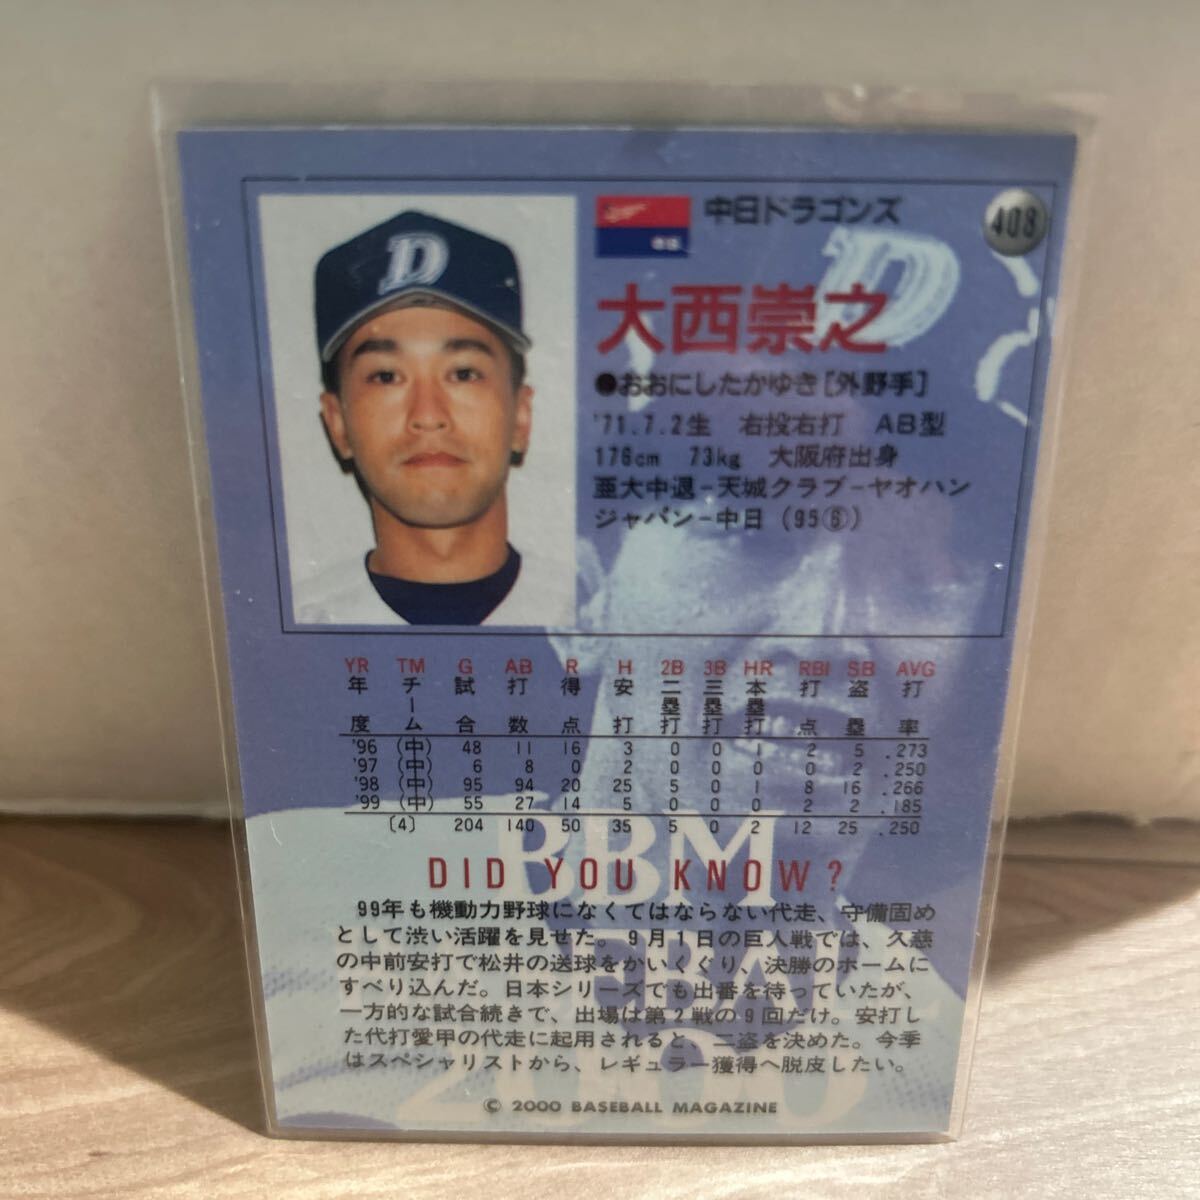 中日ドラゴンズ
408
大西崇之
●おおにしたかゆき[外野手]
'71.7.2生 右投右打 AB型
176cm 73kg 大阪府出身
亜大中退-天城クラブ-ヤオハン
ジャパン-中日 (95⑥)
YR TM G AB R H 2B 3B HR RBI SB AVG
年度 チーム 試合 打数 得点 安打 二塁打 三塁打 本塁打 打点 盗塁 打率
'96 (中) 48 11 16 3 0 0 1 2 5 .273
'97 (中) 6 8 0 2 0 0 0 0 2 .250
'98 (中) 95 94 20 25 5 0 1 8 16 .266
'99 (中) 55 27 14 5 0 0 0 2 2 .185
[4] 204 140 50 35 5 0 2 12 25 .250
DID YOU KNOW?
99年も機動力野球になくてはならない代走、守備固め
として渋い活躍を見せた。9月1日の巨人戦では、久慈
の中前安打で松井の送球をかいくぐり、決勝のホームに
すべり込んだ。日本シリーズでも出番を待っていたが、
一方的な試合続きで、出場は第2戦の9回だけ。安打し
た代打愛甲の代走に起用されると、二盗を決めた。今季
はスペシャリストから、レギュラー獲得へ脱皮したい。
BBM
2000
© 2000 BASEBALL MAGAZINE